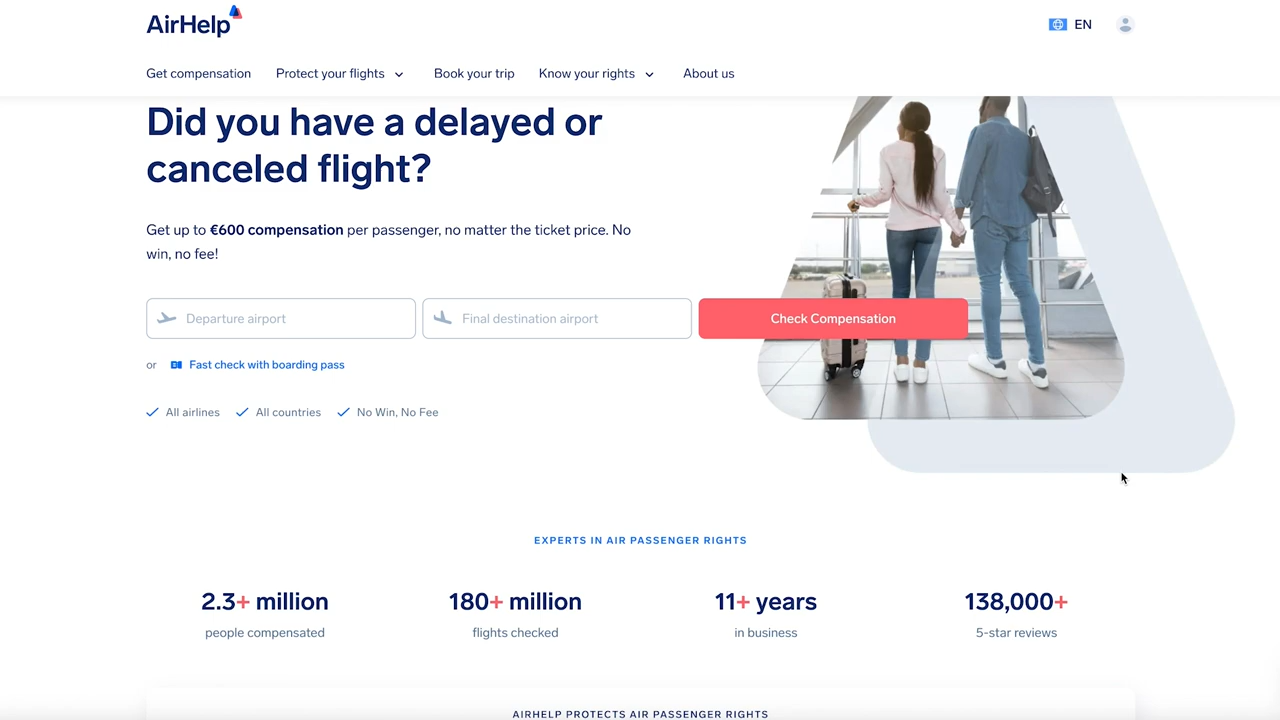 AirHelp
EN
Get compensation Protect your flights Book your trip Know your rights About us
Did you have a delayed or
canceled flight?
Get up to €600 compensation per passenger, no matter the ticket price. No
win, no fee!
Departure airport Final destination airport Check Compensation
or Fast check with boarding pass
All airlines All countries No Win, No Fee
EXPERTS IN AIR PASSENGER RIGHTS
2.3+ million 180+ million 11+ years 138,000+
people compensated flights checked in business 5-star reviews
AIRHELP PROTECTS AIR PASSENGER RIGHTS